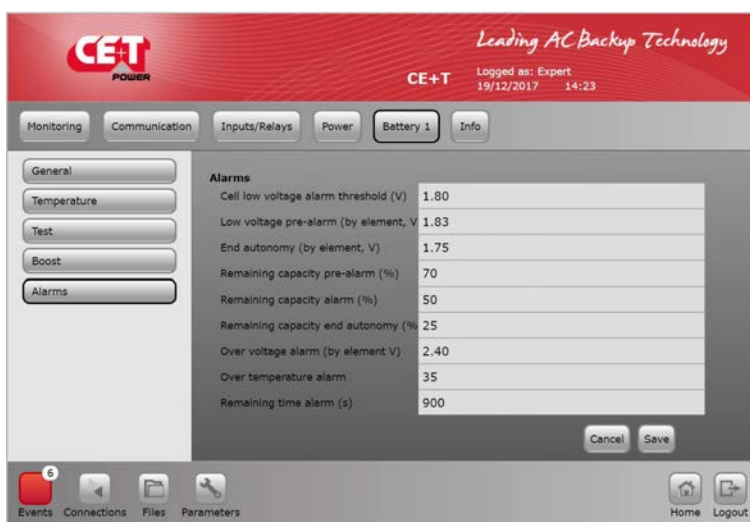 CE+T
POWER
Leading AC Backup Technology
CE+T
Logged as: Expert
19/12/2017 14:23
Monitoring Communication Inputs/Relays Power Battery 1 Info
General
Temperature
Test
Boost
Alarms
Alarms
Cell low voltage alarm threshold (V) 1.80
Low voltage pre-alarm (by element, V 1.83
End autonomy (by element, V) 1.75
Remaining capacity pre-alarm (%) 70
Remaining capacity alarm (%) 50
Remaining capacity end autonomy (% 25
Over voltage alarm (by element V) 2.40
Over temperature alarm 35
Remaining time alarm (s) 900
Cancel Save
6
Events Connections Files Parameters Home Logout